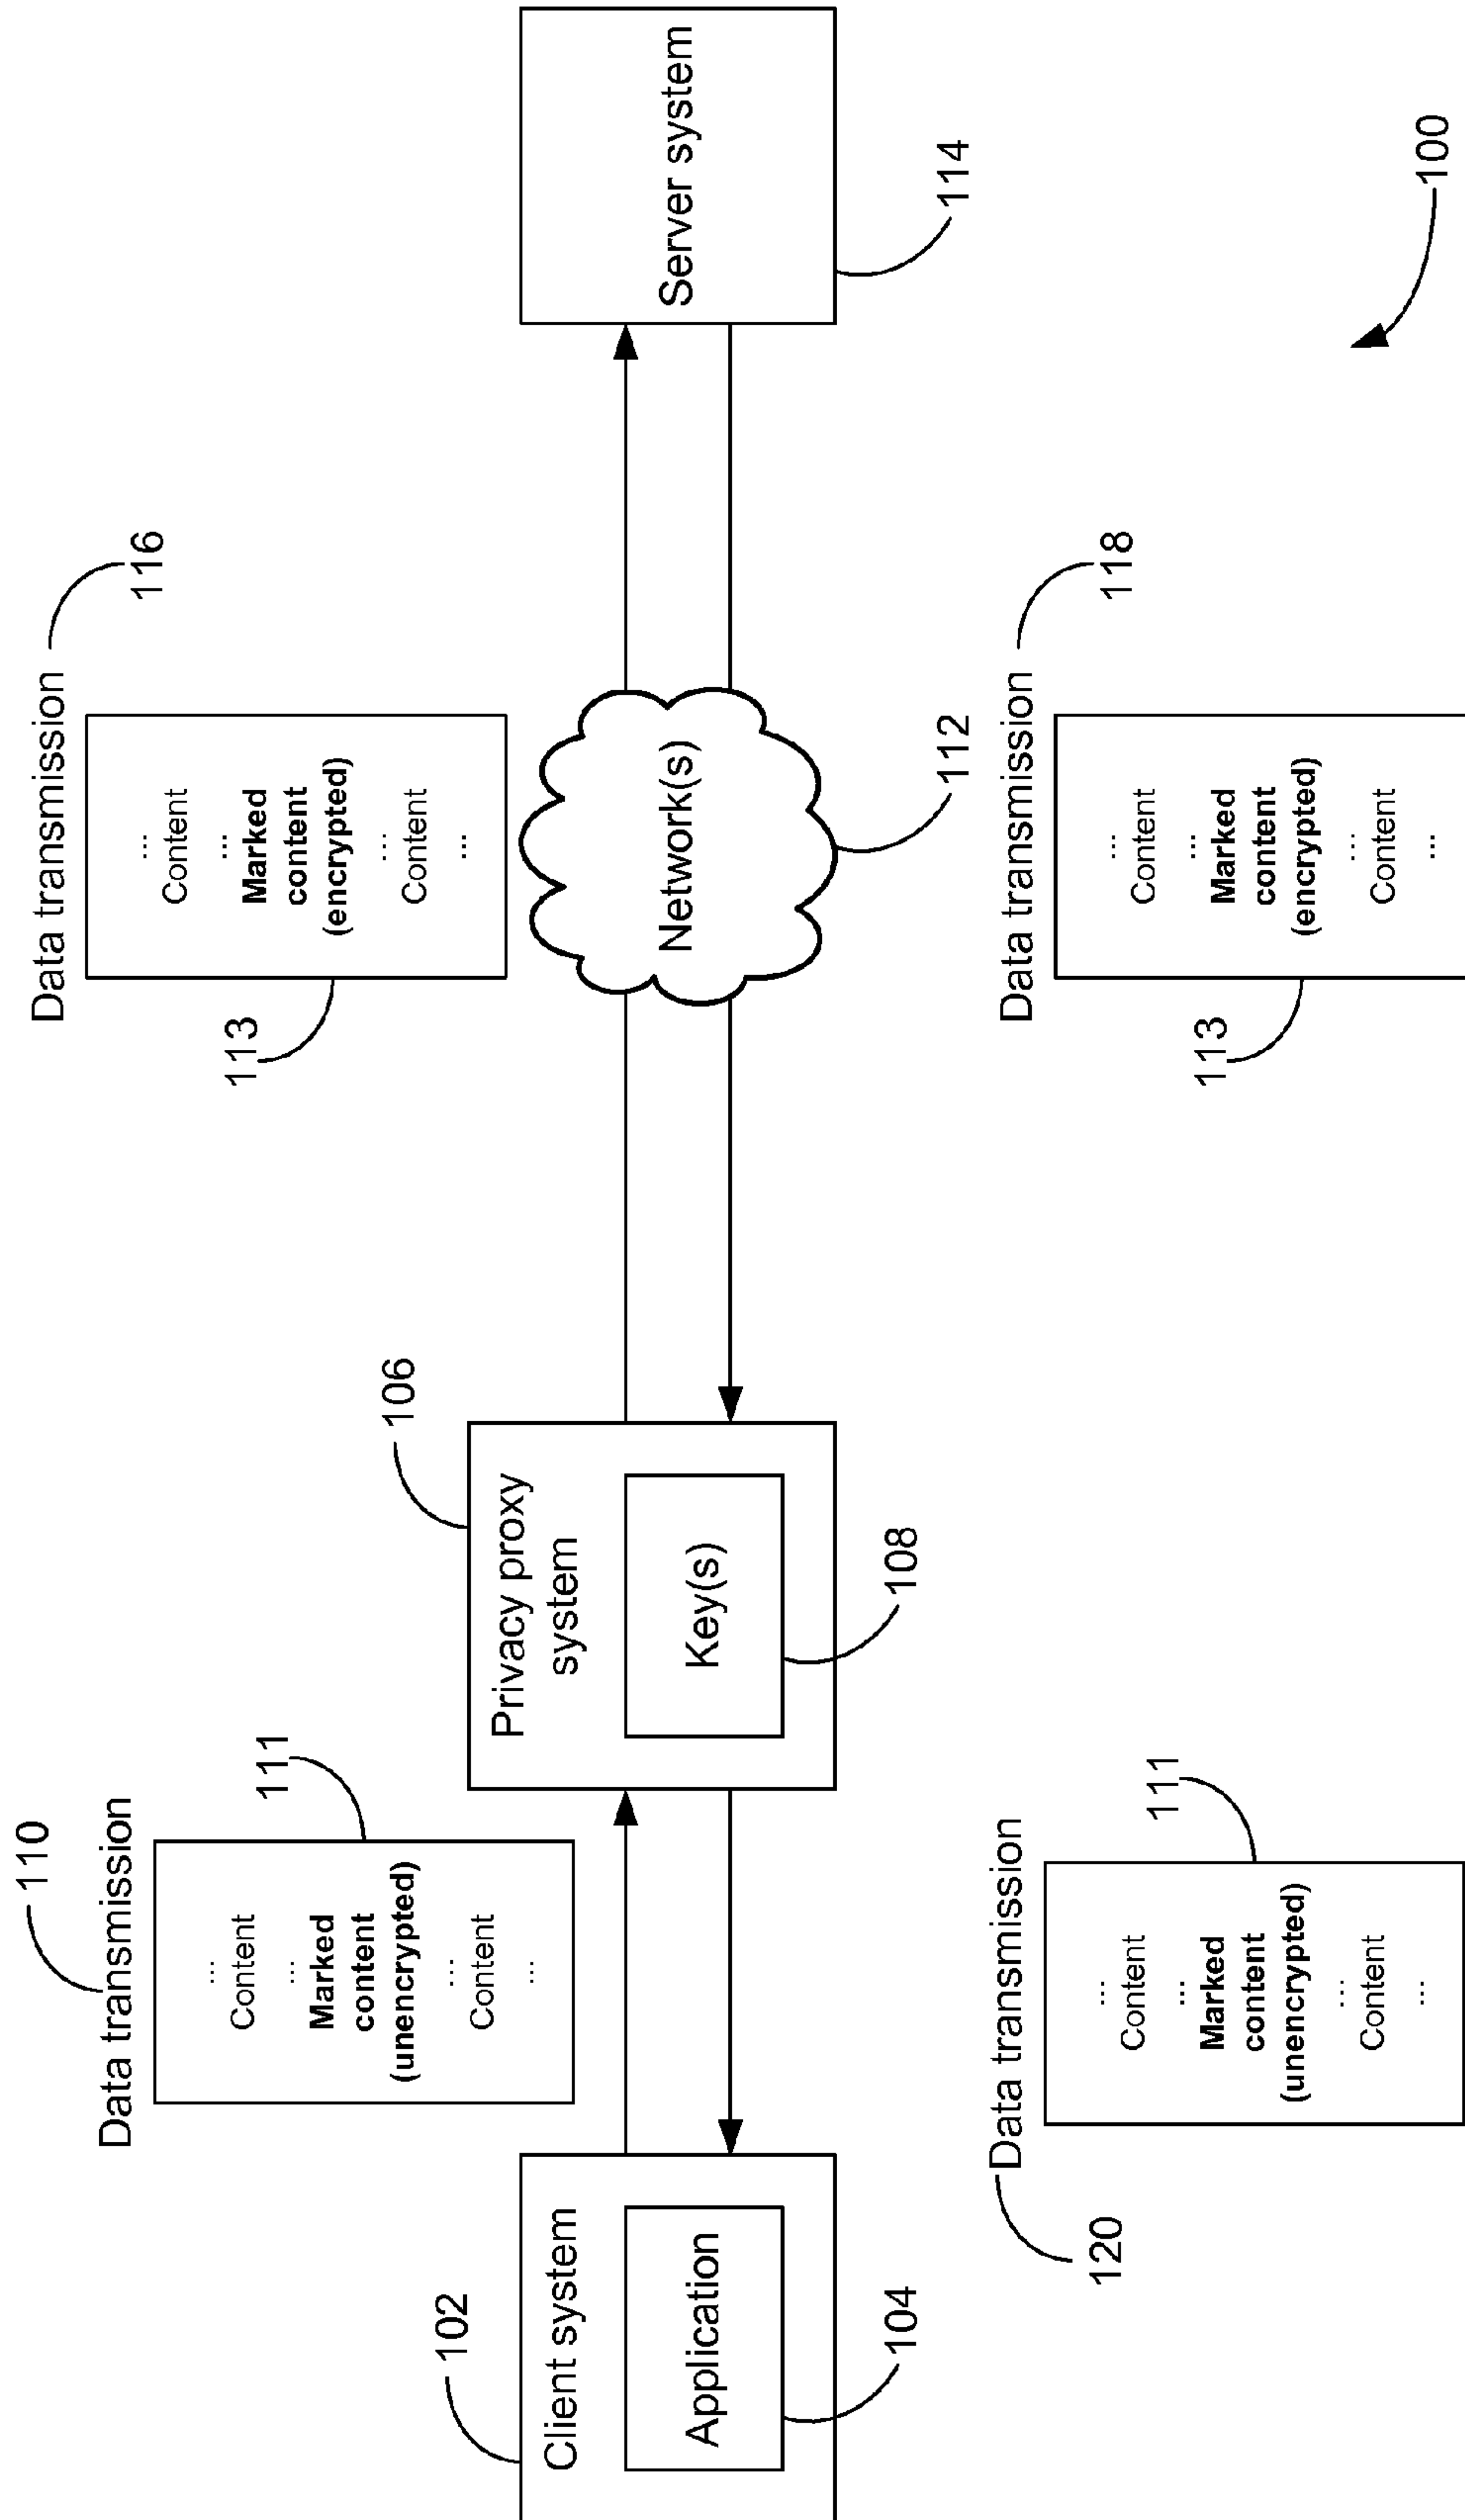 110
Data transmission
111
...
Content
...
Marked
content
(unencrypted)
...
Content
...
Data transmission
116
113
...
Content
...
Marked
content
(encrypted)
...
Content
...
102
Client system
Application
104
106
Privacy proxy
system
Key(s)
108
Network(s)
112
Server system
114
120
Data transmission
111
...
Content
...
Marked
content
(unencrypted)
...
Content
...
Data transmission
118
113
...
Content
...
Marked
content
(encrypted)
...
Content
...
100